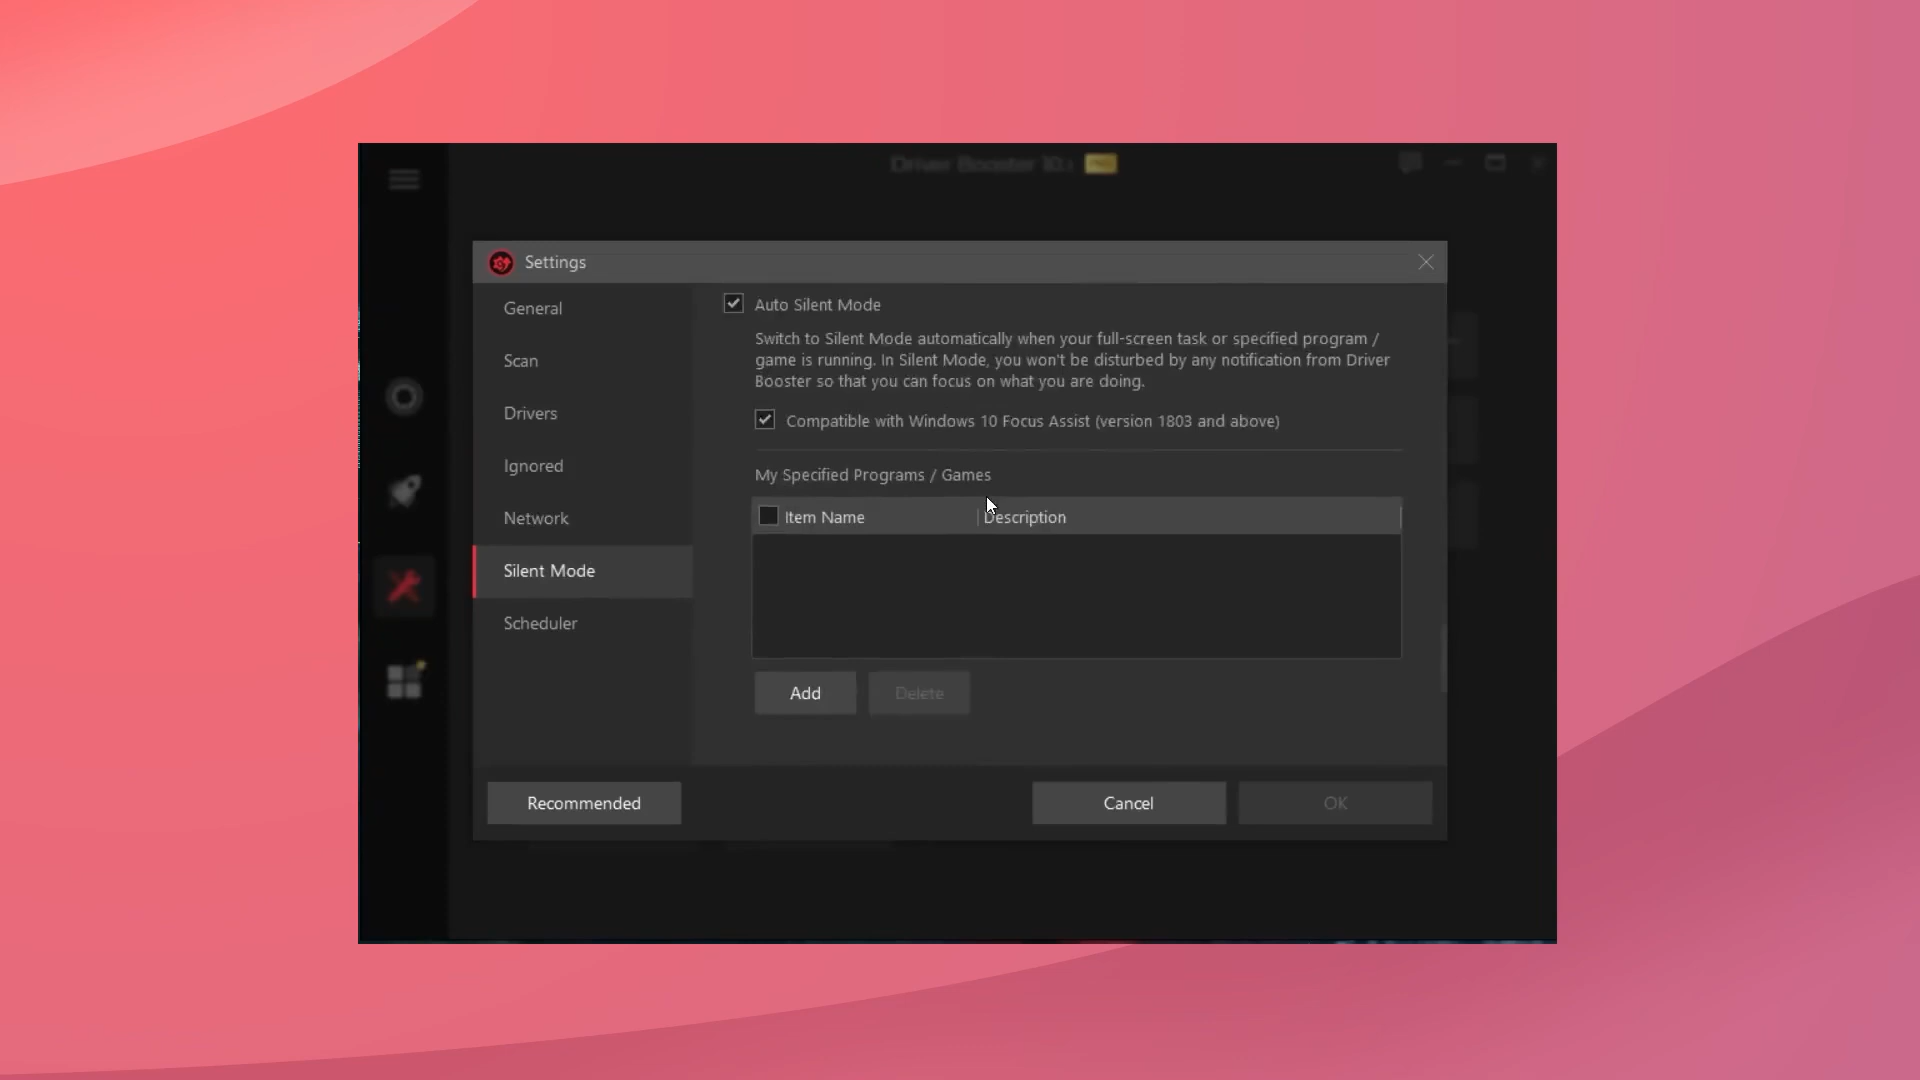 Driver Booster 10
Settings
General
Scan
Drivers
Ignored
Network
Silent Mode
Scheduler
Auto Silent Mode
Switch to Silent Mode automatically when your full-screen task or specified program /
game is running. In Silent Mode, you won't be disturbed by any notification from Driver
Booster so that you can focus on what you are doing.
Compatible with Windows 10 Focus Assist (version 1803 and above)
My Specified Programs / Games
Item Name
Description
Add
Delete
Recommended
Cancel
OK